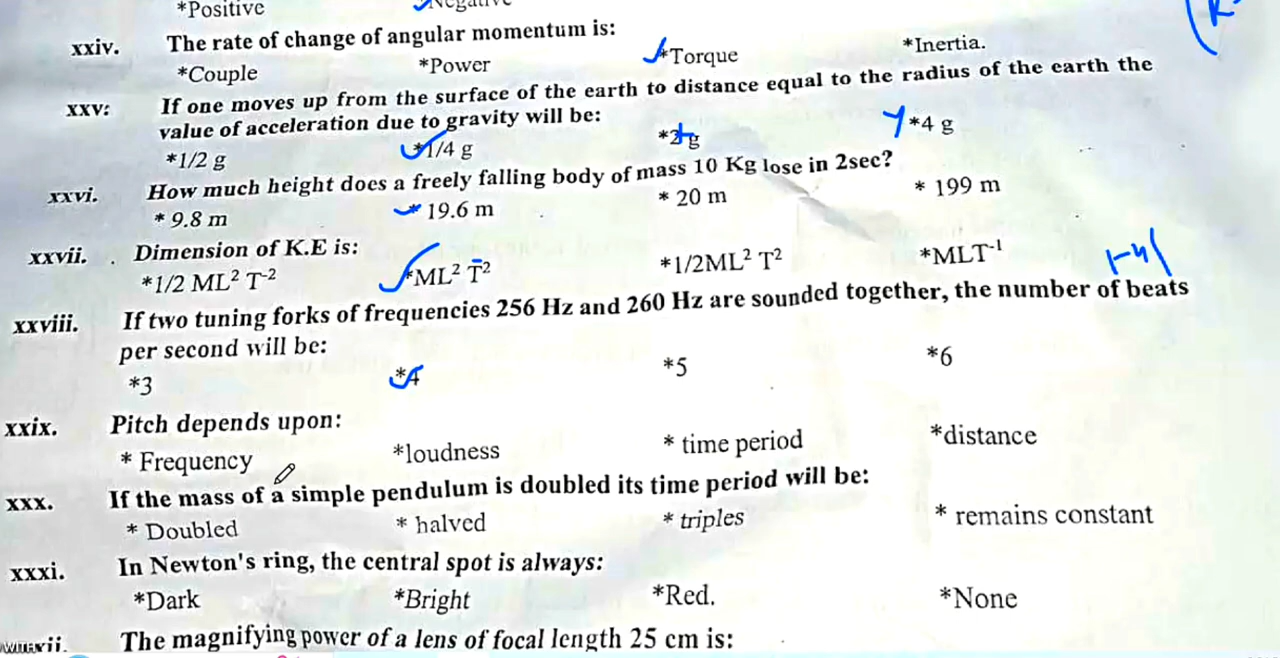 *Positive Negative
xxiv. The rate of change of angular momentum is:
*Couple *Power *Torque *Inertia.
xxv: If one moves up from the surface of the earth to distance equal to the radius of the earth the
value of acceleration due to gravity will be:
*1/2 g *1/4 g *2 g *4 g
xxvi. How much height does a freely falling body of mass 10 Kg lose in 2sec?
* 9.8 m * 19.6 m * 20 m * 199 m
xxvii. . Dimension of K.E is:
*1/2 ML² T⁻² *ML² T⁻² *1/2ML² T² *MLT⁻¹
xxviii. If two tuning forks of frequencies 256 Hz and 260 Hz are sounded together, the number of beats
per second will be:
*3 *4 *5 *6
xxix. Pitch depends upon:
* Frequency *loudness * time period *distance
xxx. If the mass of a simple pendulum is doubled its time period will be:
* Doubled * halved * triples * remains constant
xxxi. In Newton's ring, the central spot is always:
*Dark *Bright *Red. *None
The magnifying power of a lens of focal length 25 cm is: